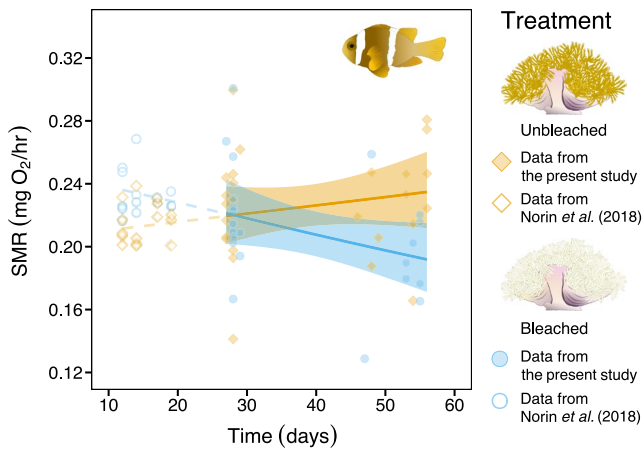 0.32
0.28
0.24
0.20
0.16
0.12
SMR (mg O₂/hr)
10 20 30 40 50 60
Time (days)
Treatment
Unbleached
Data from
the present study
Data from
Norin et al. (2018)
Bleached
Data from
the present study
Data from
Norin et al. (2018)